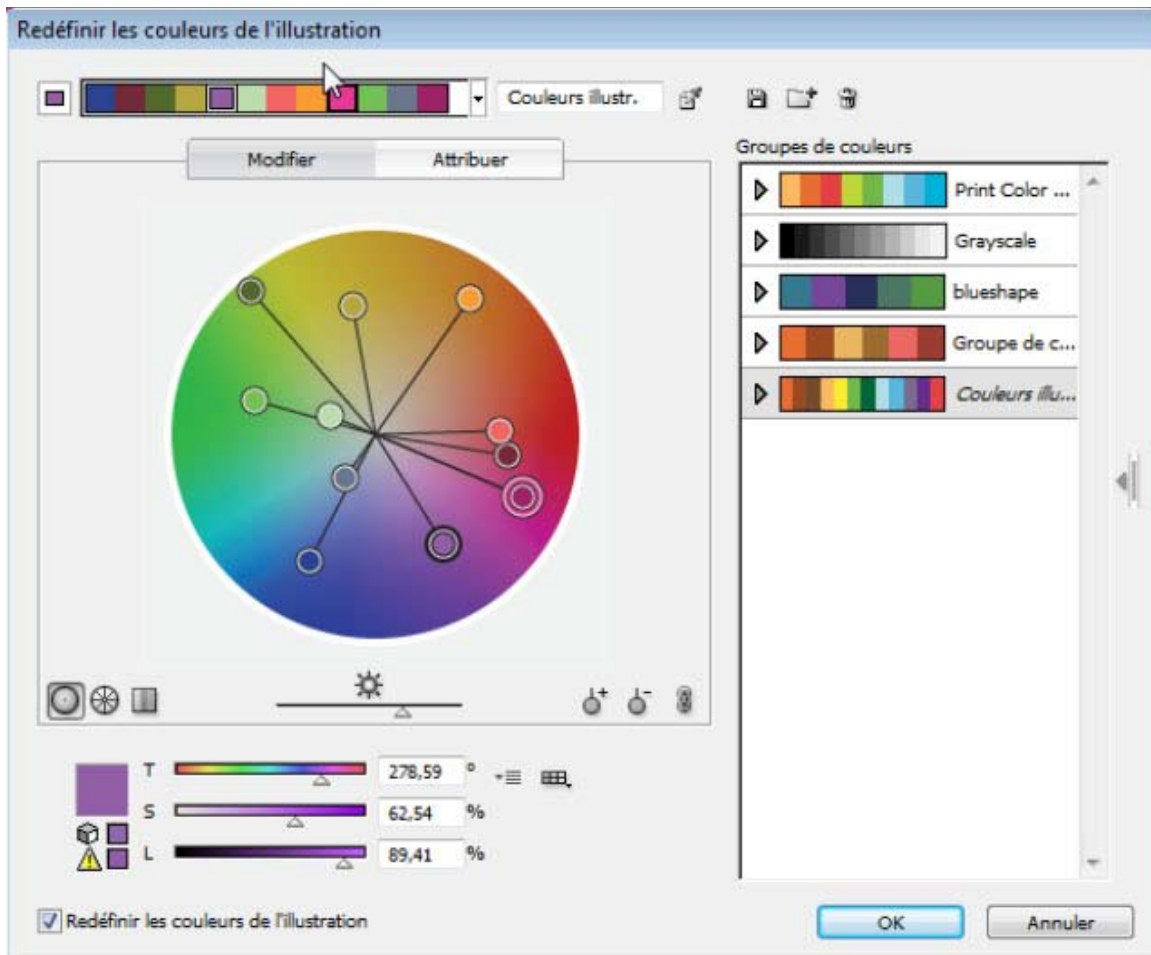 Redéfinir les couleurs de l'illustration
Couleurs illustr.
Modifier
Attribuer
Groupes de couleurs
Print Color ...
Grayscale
blueshape
Groupe de c...
Couleurs illu...
T 278,59 °
S 62,54 %
L 89,41 %
Redéfinir les couleurs de l'illustration
OK
Annuler